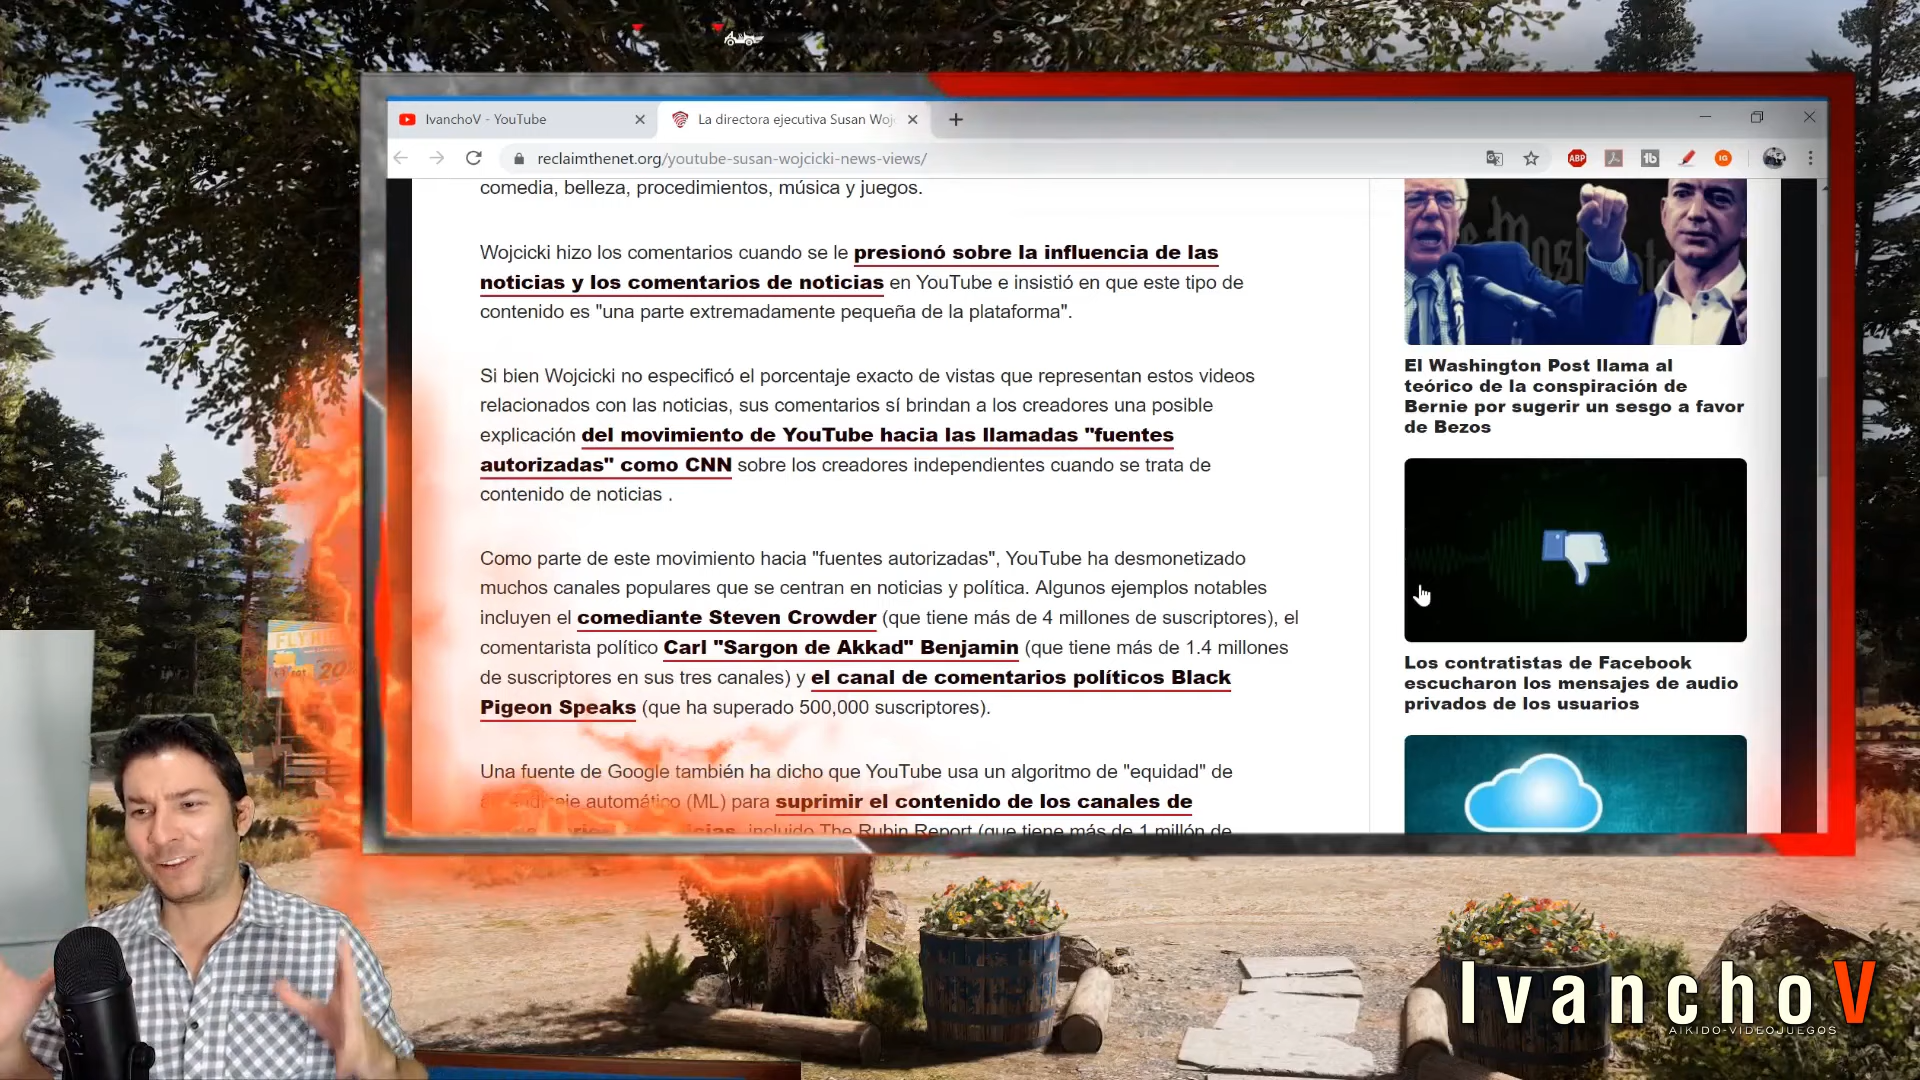 IvanchoV - YouTube
La directora ejecutiva Susan Woj
reclaimthenet.org/youtube-susan-wojcicki-news-views/
ABP
comedia, belleza, procedimientos, música y juegos.
Wojcicki hizo los comentarios cuando se le presionó sobre la influencia de las
noticias y los comentarios de noticias en YouTube e insistió en que este tipo de
contenido es "una parte extremadamente pequeña de la plataforma".
Si bien Wojcicki no especificó el porcentaje exacto de vistas que representan estos videos
relacionados con las noticias, sus comentarios sí brindan a los creadores una posible
explicación del movimiento de YouTube hacia las llamadas "fuentes
autorizadas" como CNN sobre los creadores independientes cuando se trata de
contenido de noticias .
Como parte de este movimiento hacia "fuentes autorizadas", YouTube ha desmonetizado
muchos canales populares que se centran en noticias y política. Algunos ejemplos notables
incluyen el comediante Steven Crowder (que tiene más de 4 millones de suscriptores), el
comentarista político Carl "Sargon de Akkad" Benjamin (que tiene más de 1.4 millones
de suscriptores en sus tres canales) y el canal de comentarios políticos Black
Pigeon Speaks (que ha superado 500,000 suscriptores).
Una fuente de Google también ha dicho que YouTube usa un algoritmo de "equidad" de
automático (ML) para suprimir el contenido de los canales de
incluido The Rubin Report (que tiene más de 1 millón de
El Washington Post llama al
teórico de la conspiración de
Bernie por sugerir un sesgo a favor
de Bezos
Los contratistas de Facebook
escucharon los mensajes de audio
privados de los usuarios
IvanchoV
AIKIDO-VIDEOJUEGOS